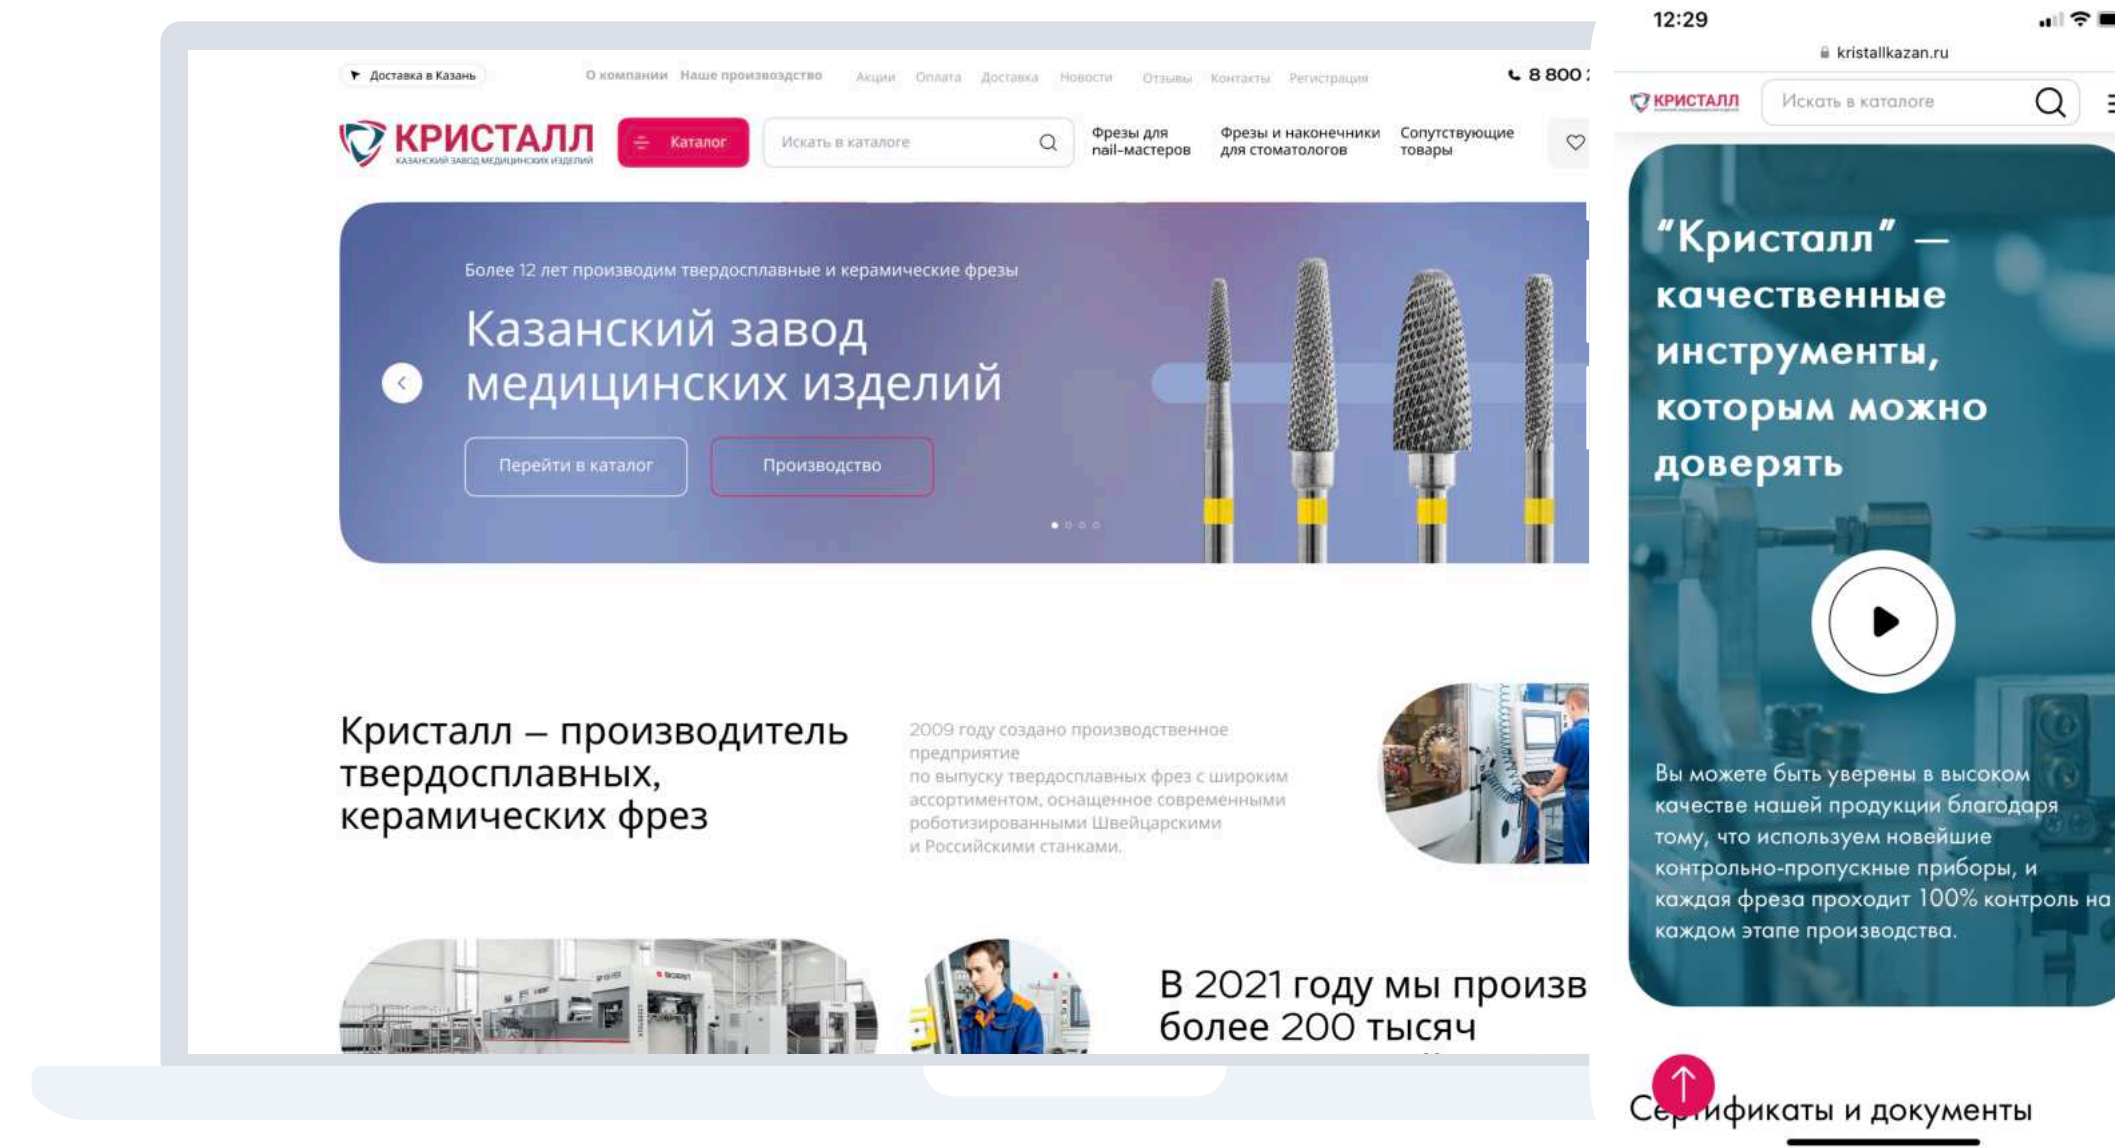 Доставка в Казань
О компании Наше произвоздство Акции Оплата Доставка Новости Отзывы Контакты Регистрация
8 800
КРИСТАЛЛ
КАЗАНСКИЙ ЗАВОД МЕДИЦИНСКИХ ИЗДЕЛИЙ
Каталог
Искать в каталоге
Фрезы для
nail-мастеров
Фрезы и наконечники
для стоматологов
Сопутствующие
товары
Более 12 лет производим твердосплавные и керамические фрезы
Казанский завод
медицинских изделий
Перейти в каталог
Производство
Кристалл – производитель
твердосплавных,
керамических фрез
2009 году создано производственное
предприятие
по выпуску твердосплавных фрез с широким
ассортиментом, оснащенное современными
роботизированными Швейцарскими
и Российскими станками.
BOBST
В 2021 году мы произв
более 200 тысяч
12:29
kristallkazan.ru
КРИСТАЛЛ
Искать в каталоге
"Кристалл" —
качественные
инструменты,
которым можно
доверять
Вы можете быть уверены в высоком
качестве нашей продукции благодаря
тому, что используем новейшие
контрольно-пропускные приборы, и
каждая фреза проходит 100% контроль на
каждом этапе производства.
Сертификаты и документы